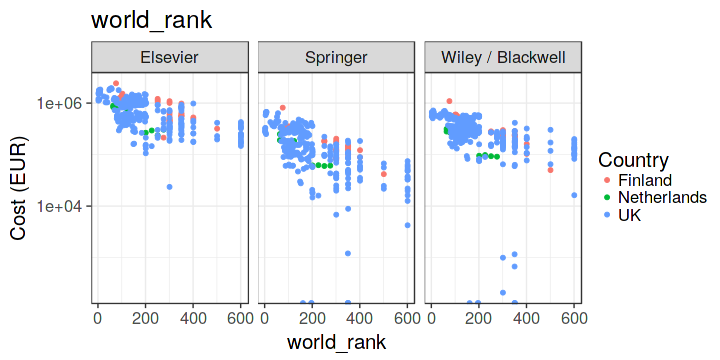 world_rank
Elsevier Springer Wiley / Blackwell
1e+06
1e+04
Cost (EUR)
0 200 400 600 0 200 400 600 0 200 400 600
world_rank
Country
Finland
Netherlands
UK